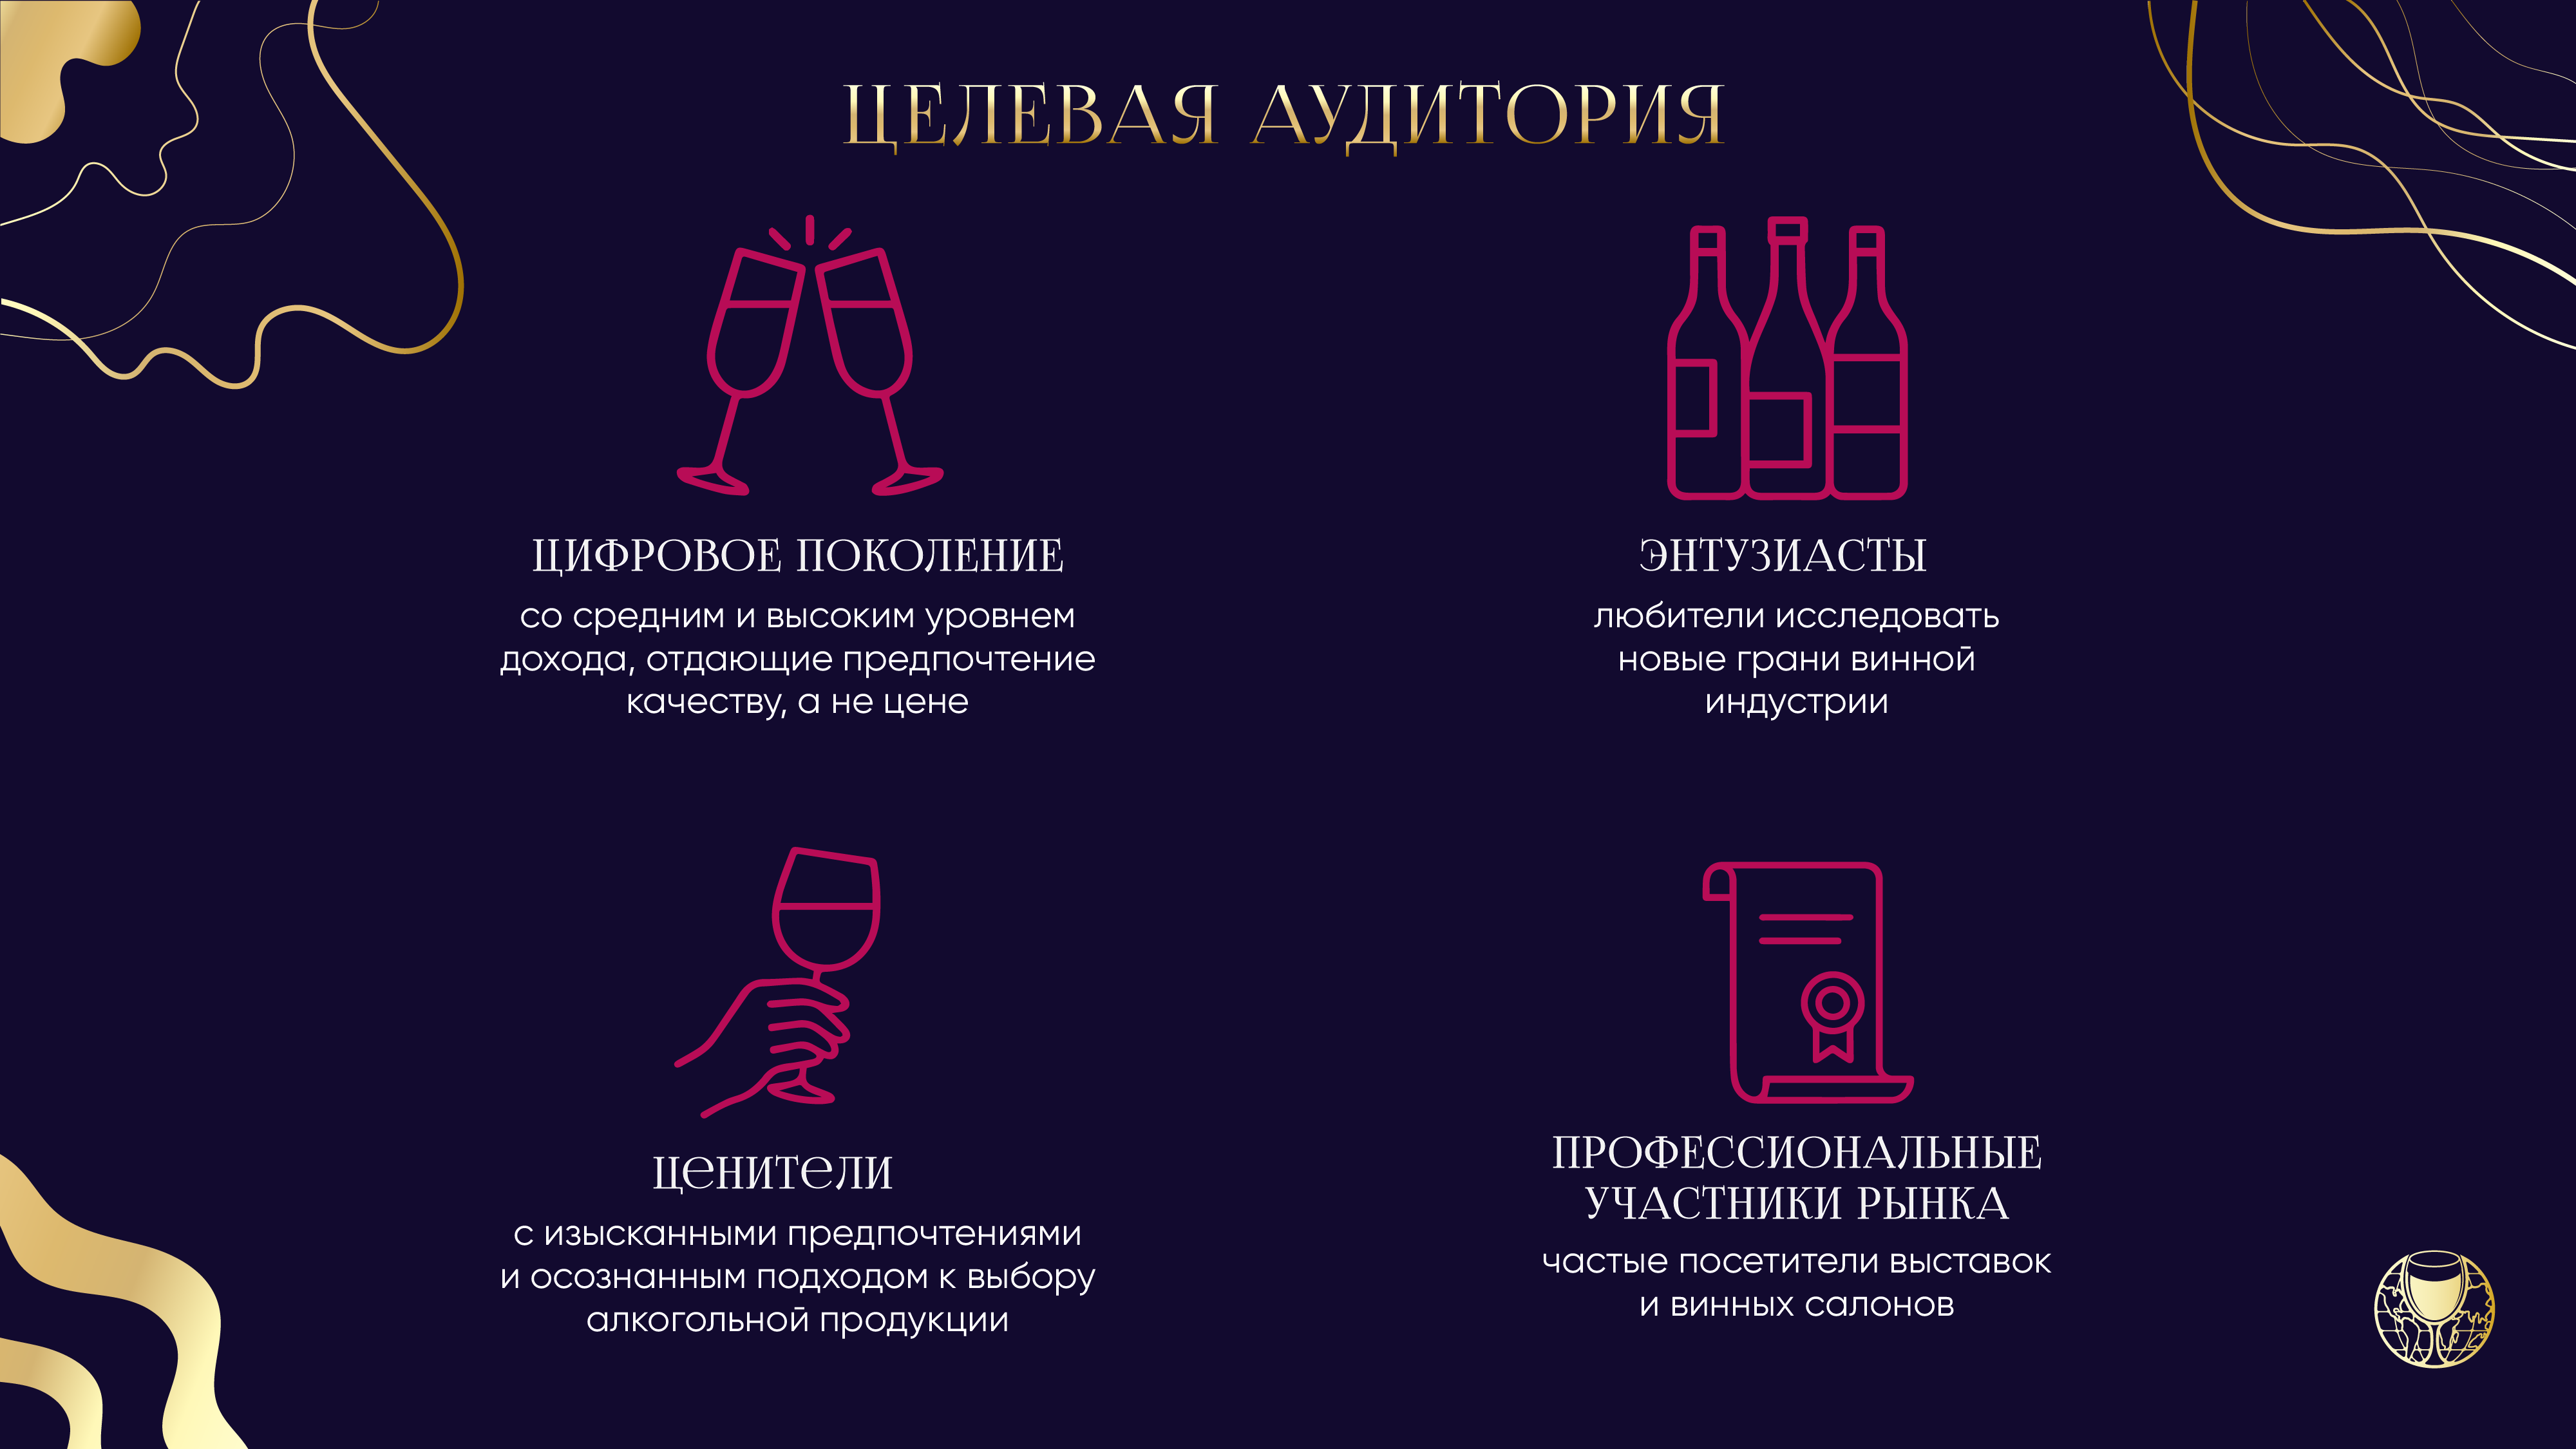 ЦЕЛЕВАЯ АУДИТОРИЯ
ЦИФРОВОЕ ПОКОЛЕНИЕ
со средним и высоким уровнем
дохода, отдающие предпочтение
качеству, а не цене
ЭНТУЗИАСТЫ
любители исследовать
новые грани винной
индустрии
ЦеНИТеЛИ
с изысканными предпочтениями
и осознанным подходом к выбору
алкогольной продукции
ПРОФЕССИОНАЛЬНЫЕ
УЧАСТНИКИ РЫНКА
частые посетители выставок
и винных салонов